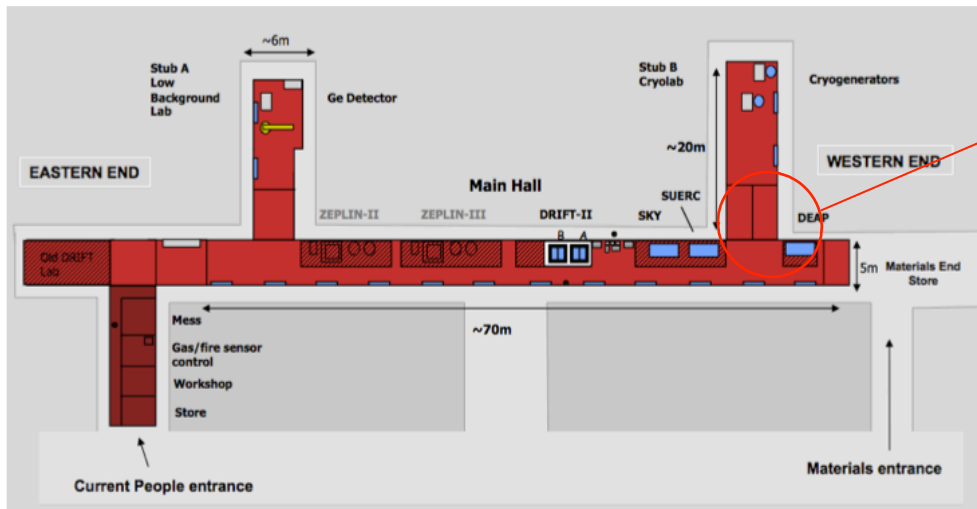 ~6m
Stub A
Low
Background
Lab
Ge Detector
Stub B
Cryolab
Cryogenerators
~20m
EASTERN END
WESTERN END
Main Hall
SUERC
ZEPLIN-II
ZEPLIN-III
DRIFT-II
SKY
DEAP
B
A
Old DRIFT
Lab
5m
Materials End
Store
~70m
Mess
Gas/fire sensor
control
Workshop
Store
Current People entrance
Materials entrance